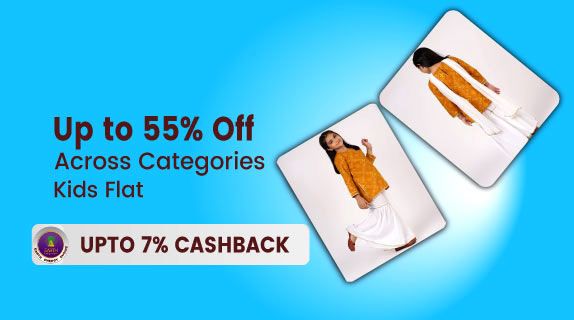 Up to 55% Off
Across Categories
Kids Flat
UPTO 7% CASHBACK